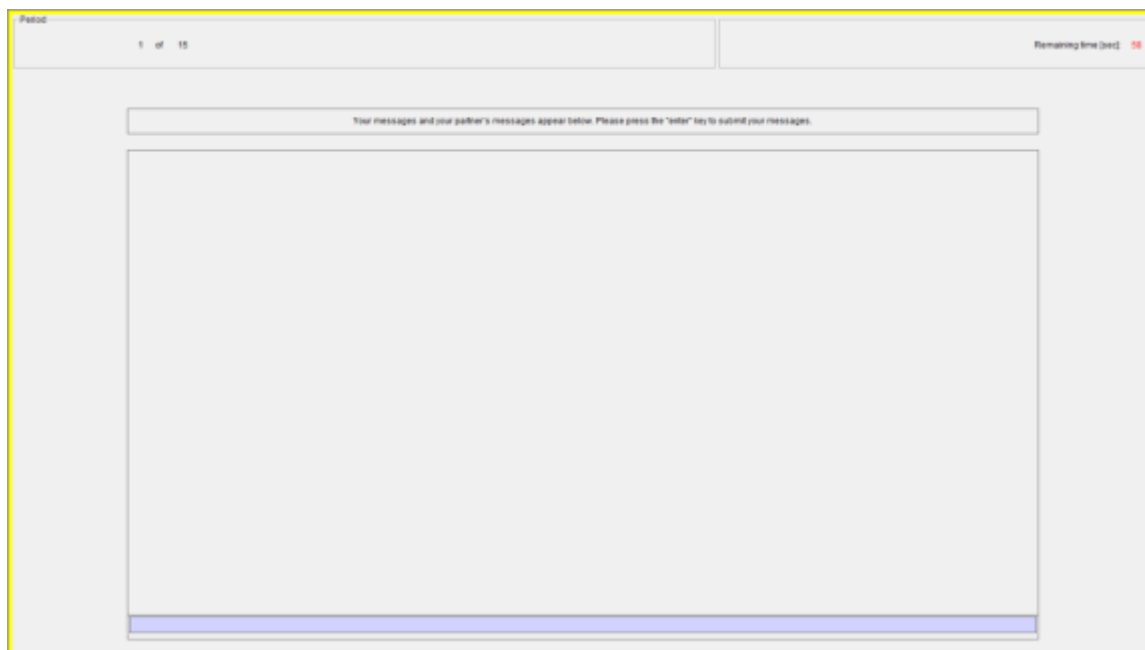 Period
1 of 15
Remaining time [sec]: 58
Your messages and your partner's messages appear below. Please press the "enter" key to submit your messages.